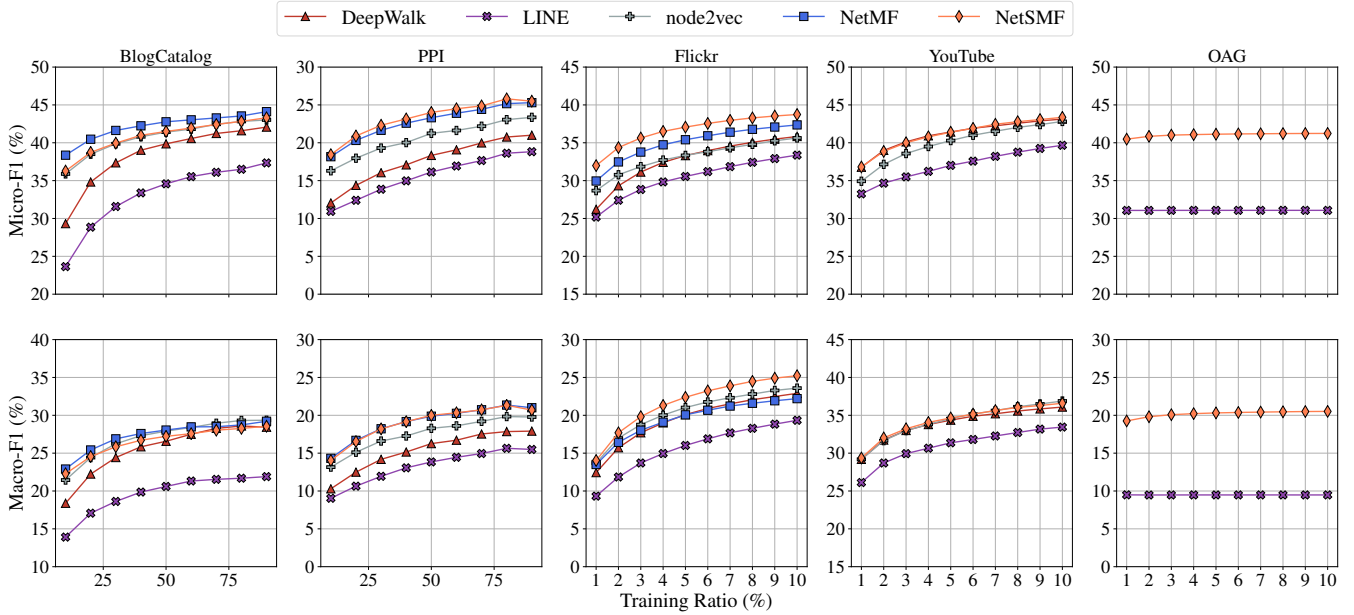 DeepWalk LINE node2vec NetMF NetSMF
BlogCatalog PPI Flickr YouTube OAG
Micro-F1 (%)
50 45 40 35 30 25 20
30 25 20 15 10 5 0
45 40 35 30 25 20 15
50 45 40 35 30 25 20
50 45 40 35 30 25 20
Macro-F1 (%)
40 35 30 25 20 15 10
30 25 20 15 10 5 0
30 25 20 15 10 5 0
45 40 35 30 25 20 15
30 25 20 15 10 5 0
25 50 75 25 50 75 1 2 3 4 5 6 7 8 9 10 1 2 3 4 5 6 7 8 9 10 1 2 3 4 5 6 7 8 9 10
Training Ratio (%)